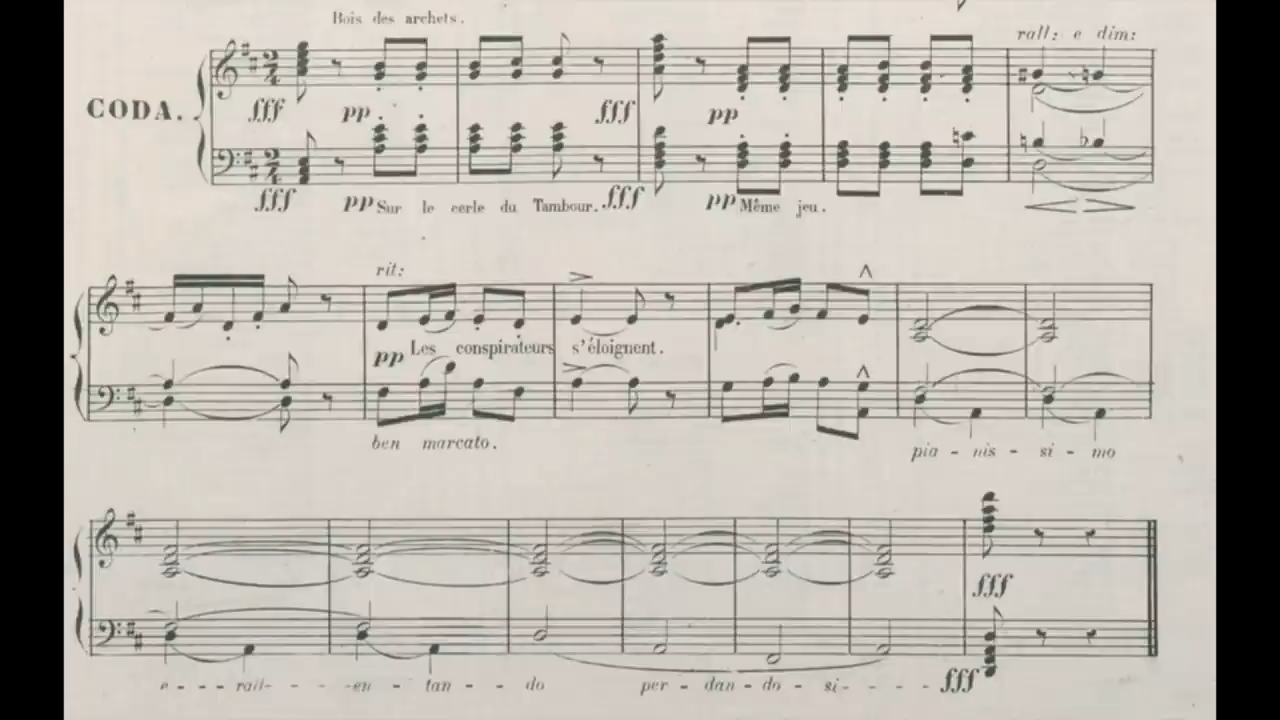 Bois des archets.
rall: e dim:
CODA.
fff pp fff pp
fff pp Sur le cerle du Tambour. fff pp Même jeu.
rit:
pp Les conspirateurs s'éloignent.
ben marcato.
pia - nis - si - mo
fff
e - - - rall- - - -en - tan - - do per - dan - do - si - - - - fff